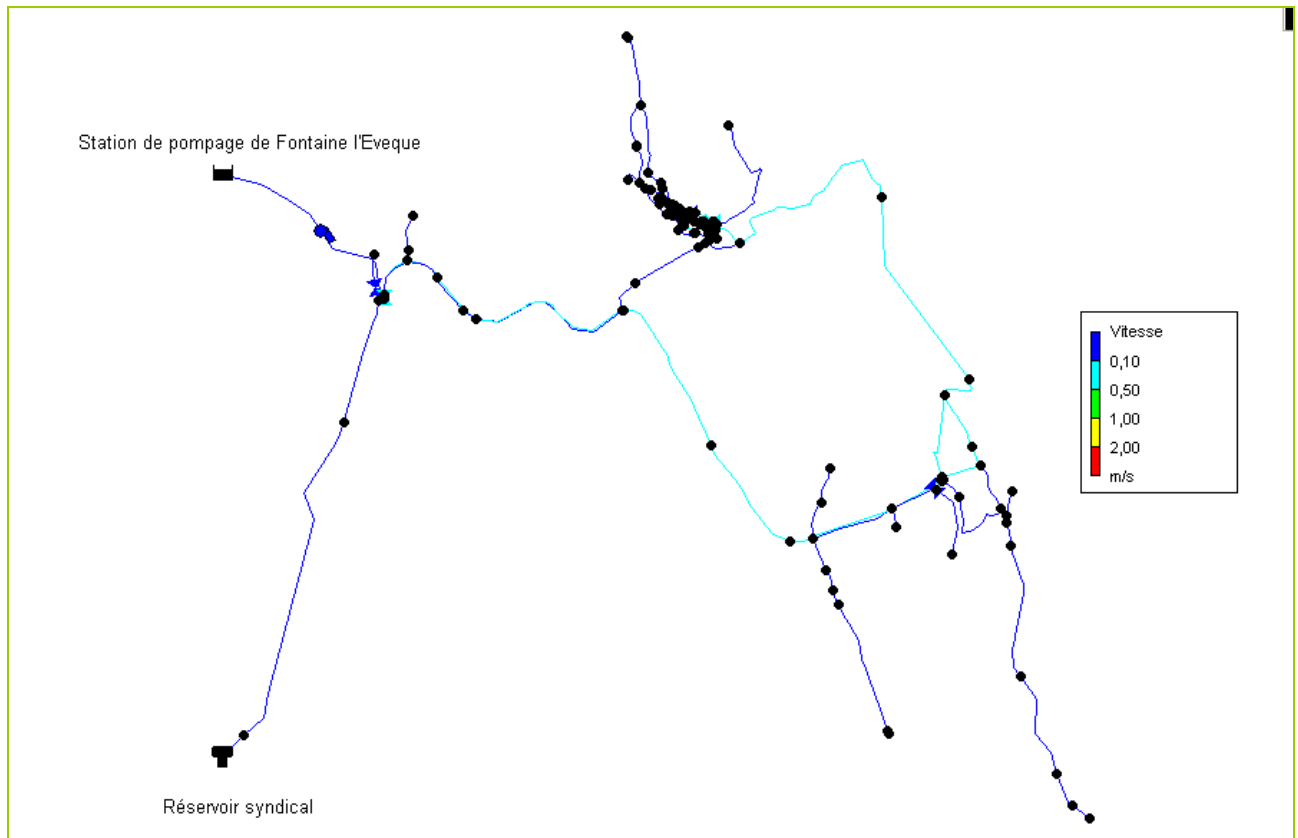 Station de pompage de Fontaine l'Eveque
Vitesse
0,10
0,50
1,00
2,00
m/s
Réservoir syndical